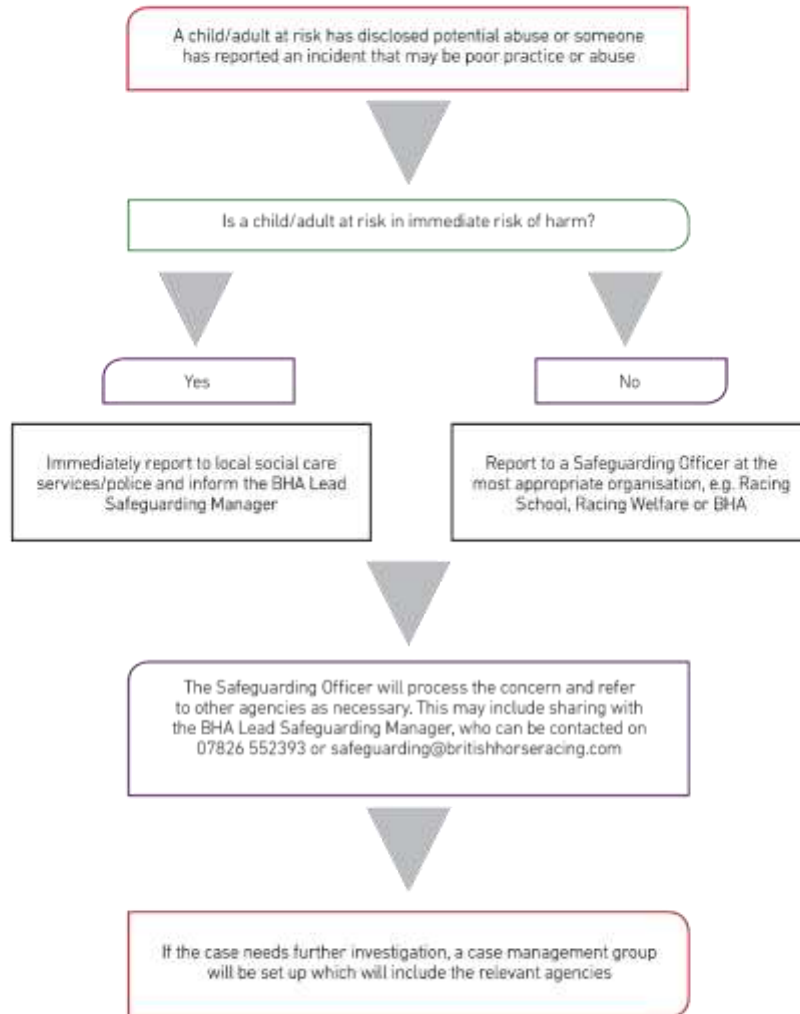 A child/adult at risk has disclosed potential abuse or someone
has reported an incident that may be poor practice or abuse
Is a child/adult at risk in immediate risk of harm?
Yes
No
Immediately report to local social care
services/police and inform the BHA Lead
Safeguarding Manager
Report to a Safeguarding Officer at the
most appropriate organisation, e.g. Racing
School, Racing Welfare or BHA
The Safeguarding Officer will process the concern and refer
to other agencies as necessary. This may include sharing with
the BHA Lead Safeguarding Manager, who can be contacted on
07826 552393 or safeguarding@britishhorseracing.com
If the case needs further investigation, a case management group
will be set up which will include the relevant agencies